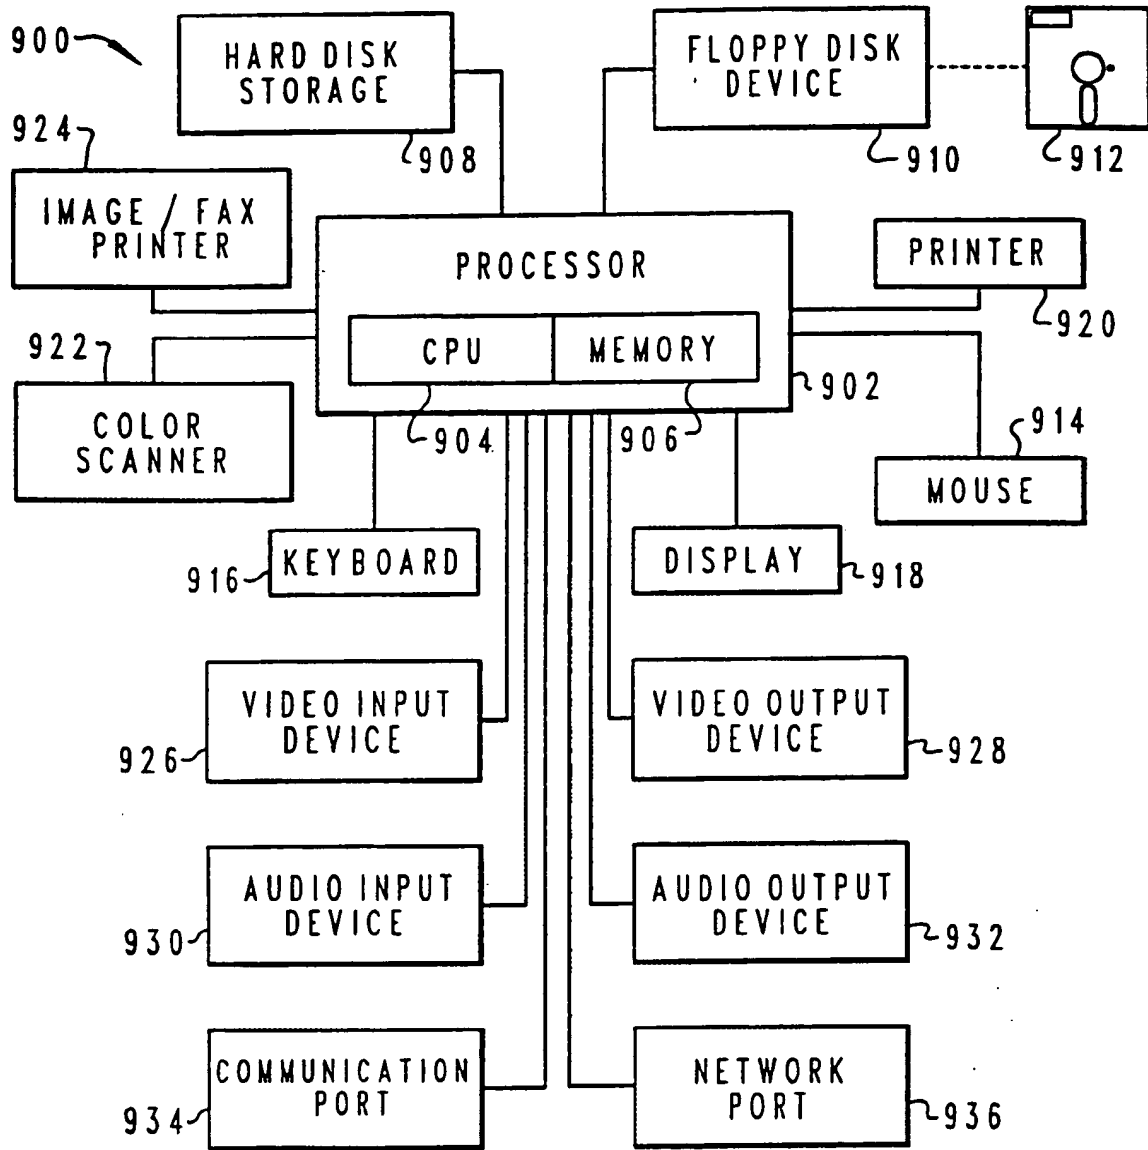 900
HARD DISK
STORAGE
908
FLOPPY DISK
DEVICE
910
912
924
IMAGE / FAX
PRINTER
PROCESSOR
CPU
MEMORY
902
904
906
PRINTER
920
922
COLOR
SCANNER
914
MOUSE
916
KEYBOARD
DISPLAY
918
VIDEO INPUT
DEVICE
926
VIDEO OUTPUT
DEVICE
928
AUDIO INPUT
DEVICE
930
AUDIO OUTPUT
DEVICE
932
COMMUNICATION
PORT
934
NETWORK
PORT
936